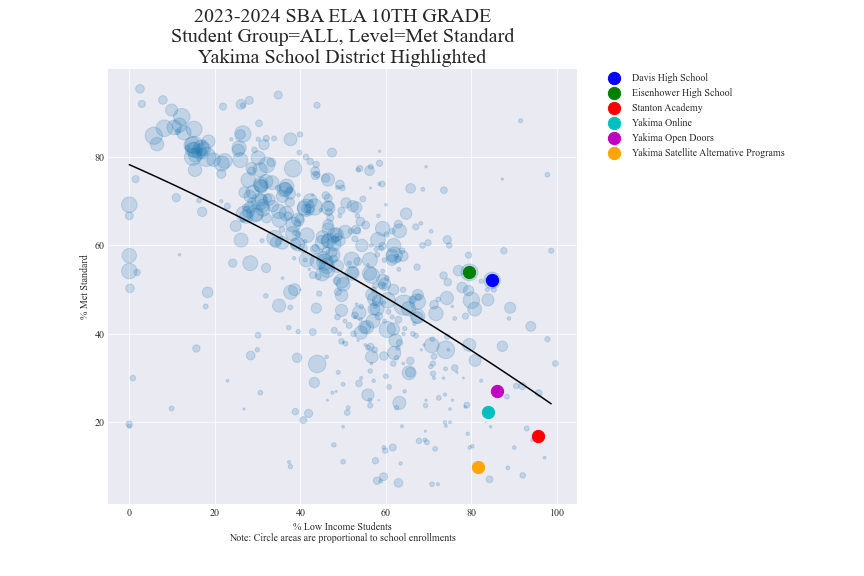 2023-2024 SBA ELA 10TH GRADE
Student Group=ALL, Level=Met Standard
Yakima School District Highlighted
Davis High School
Eisenhower High School
Stanton Academy
Yakima Online
Yakima Open Doors
Yakima Satellite Alternative Programs
% Met Standard
80
60
40
20
0 20 40 60 80 100
% Low Income Students
Note: Circle areas are proportional to school enrollments